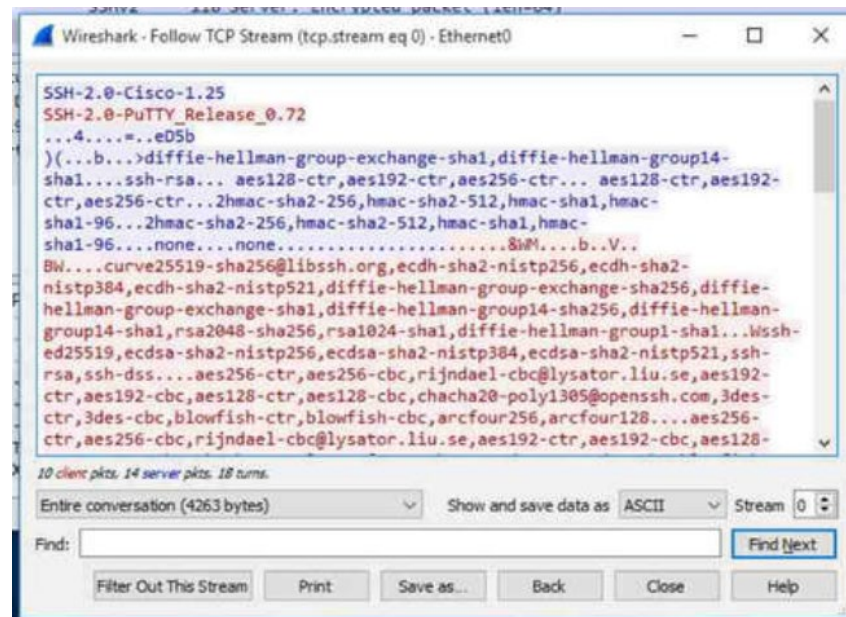 SSHv2 118 Server: Encrypted packet (len=64)
Wireshark - Follow TCP Stream (tcp.stream eq 0) - Ethernet0
SSH-2.0-Cisco-1.25
SSH-2.0-PuTTY_Release_0.72
...4....=..eD5b
)(...b...>diffie-hellman-group-exchange-sha1,diffie-hellman-group14-
sha1....ssh-rsa... aes128-ctr,aes192-ctr,aes256-ctr... aes128-ctr,aes192-
ctr,aes256-ctr...2hmac-sha2-256,hmac-sha2-512,hmac-sha1,hmac-
sha1-96...2hmac-sha2-256,hmac-sha2-512,hmac-sha1,hmac-
sha1-96....none....none......................&WM....b..V..
BW....curve25519-sha256@libssh.org,ecdh-sha2-nistp256,ecdh-sha2-
nistp384,ecdh-sha2-nistp521,diffie-hellman-group-exchange-sha256,diffie-
hellman-group-exchange-sha1,diffie-hellman-group14-sha256,diffie-hellman-
group14-sha1,rsa2048-sha256,rsa1024-sha1,diffie-hellman-group1-sha1...Wssh-
ed25519,ecdsa-sha2-nistp256,ecdsa-sha2-nistp384,ecdsa-sha2-nistp521,ssh-
rsa,ssh-dss....aes256-ctr,aes256-cbc,rijndael-cbc@lysator.liu.se,aes192-
ctr,aes192-cbc,aes128-ctr,aes128-cbc,chacha20-poly1305@openssh.com,3des-
ctr,3des-cbc,blowfish-ctr,blowfish-cbc,arcfour256,arcfour128....aes256-
ctr,aes256-cbc,rijndael-cbc@lysator.liu.se,aes192-ctr,aes192-cbc,aes128-
10 client pkts, 14 server pkts, 18 turns.
Entire conversation (4263 bytes) Show and save data as ASCII Stream 0
Find: Find Next
Filter Out This Stream Print Save as... Back Close Help